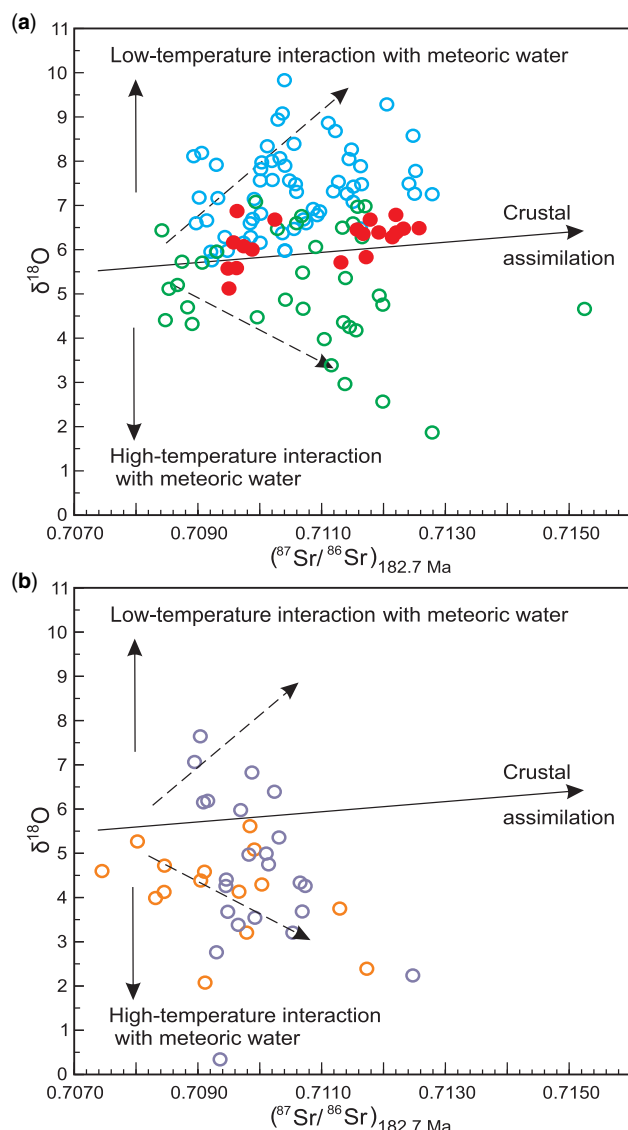 (a)
11
Low-temperature interaction with meteoric water
10
9
8
7
Crustal
6
assimilation
δ18O
5
4
3
2
High-temperature interaction
with meteoric water
1
0
0.7070
0.7090
0.7110
0.7130
0.7150
(87Sr/86Sr)182.7 Ma
(b)
11
Low-temperature interaction with meteoric water
10
9
8
7
Crustal
6
assimilation
δ18O
5
4
3
2
High-temperature interaction
with meteoric water
1
0
0.7070
0.7090
0.7110
0.7130
0.7150
(87Sr/86Sr)182.7 Ma